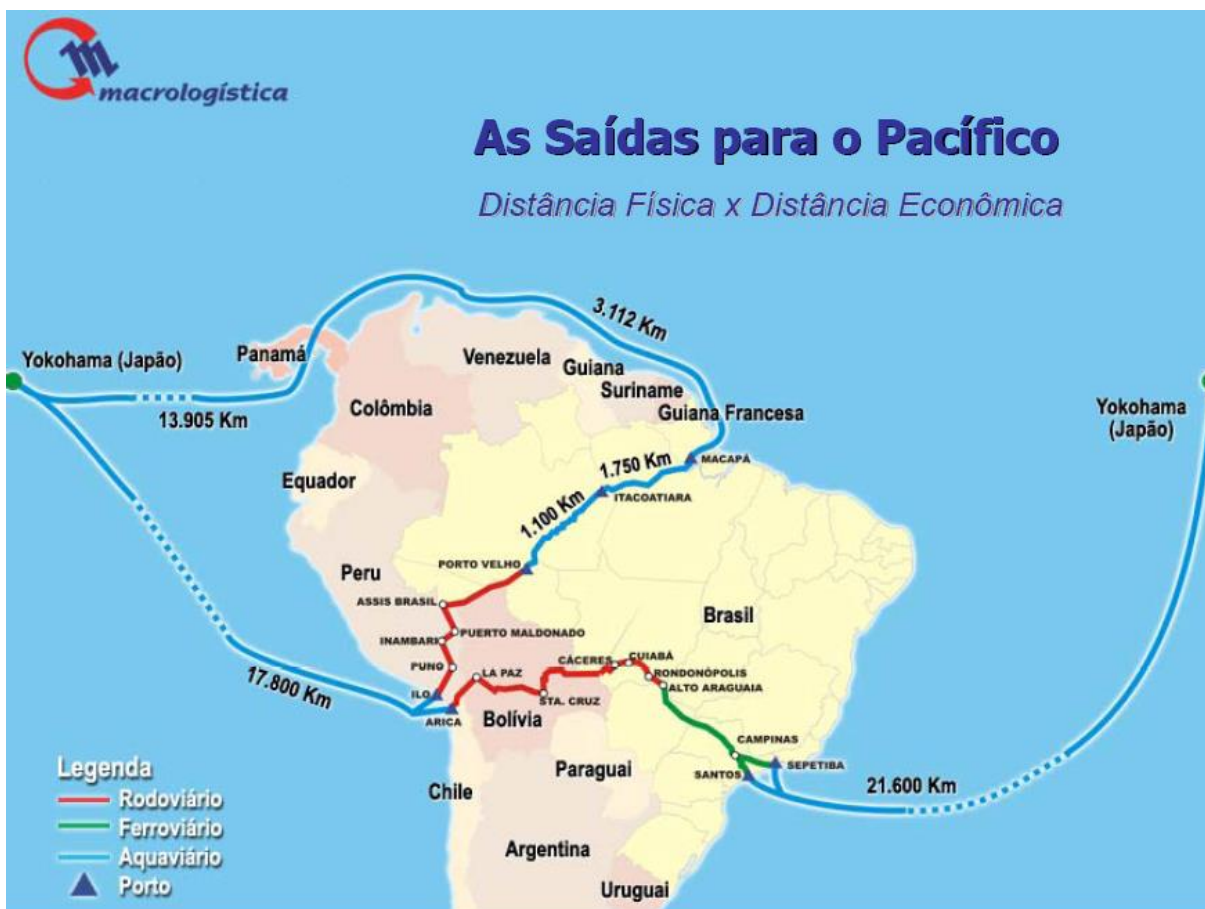 macrologística
As Saídas para o Pacífico
Distância Física x Distância Econômica
3.112 Km
Yokohama (Japão)
Panamá
Venezuela
Guiana
Suriname
Guiana Francesa
13.905 Km
Colômbia
Yokohama
(Japão)
1.750 Km
MACAPÁ
Equador
ITACOATIARA
1.100 Km
PORTO VELHO
Peru
ASSIS BRASIL
Brasil
PUERTO MALDONADO
INAMBARI
CÁCERES
CUIABÁ
PUNO
LA PAZ
RONDONÓPOLIS
ALTO ARAGUAIA
17.800 Km
ILO
STA. CRUZ
ARICA
Bolívia
CAMPINAS
Legenda
Paraguai
SANTOS
SEPETIBA
Chile
21.600 Km
Rodoviário
Ferroviário
Aquaviário
Argentina
Porto
Uruguai